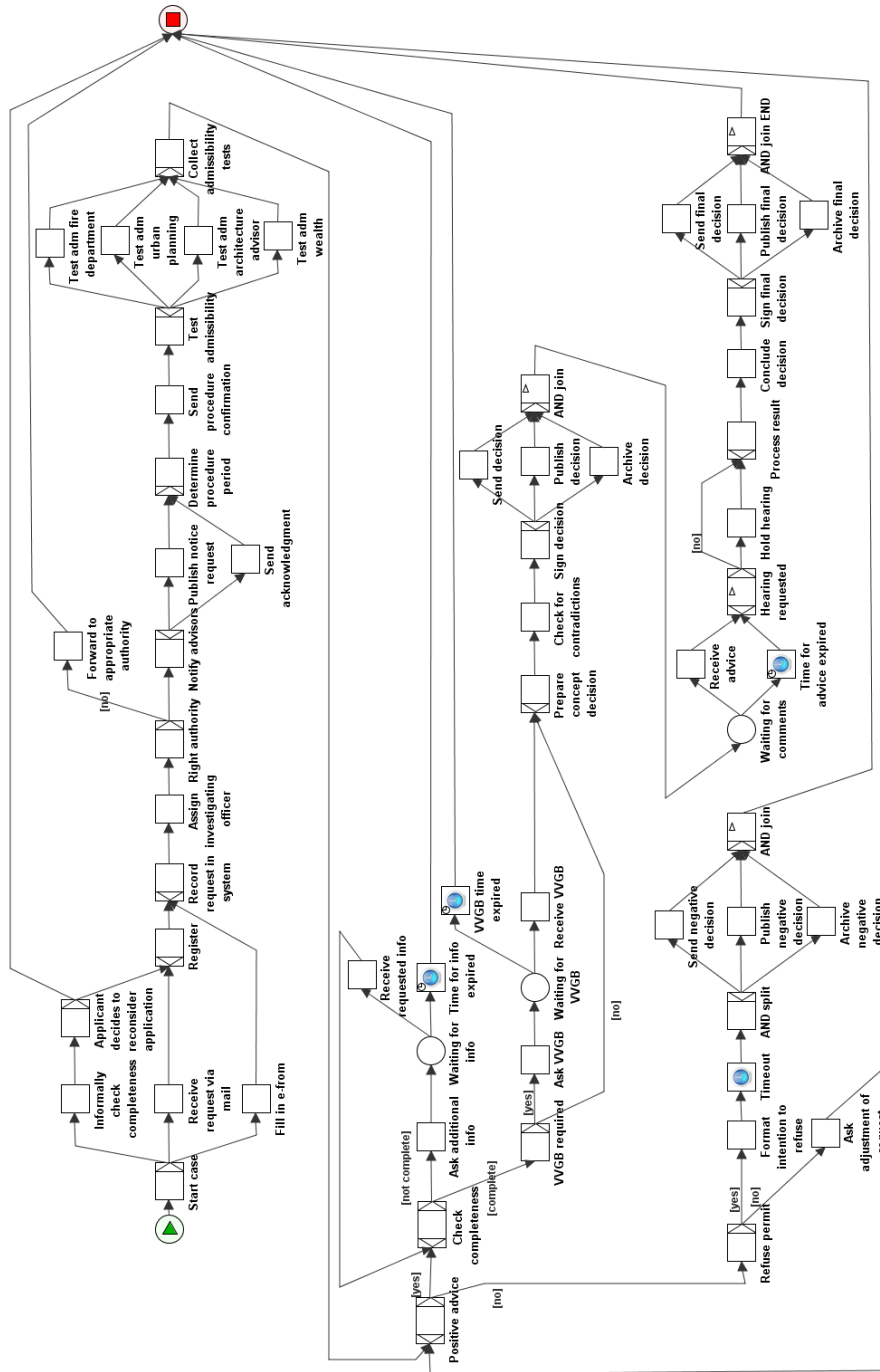 Start case
Informally
check
completeness
Receive
request via
mail
Fill in e-from
Applicant
decides to
reconsider
application
Register
Record
request in
system
Assign
investigating
officer
Right authority
[no]
Forward to
appropriate
authority
Notify advisors
Publish notice
request
Send
acknowledgment
Determine
procedure
period
Send
procedure
confirmation
Test
admissibility
Test adm fire
department
Test adm
urban
planning
Test adm
architecture
advisor
Test adm
wealth
Collect
admissibility
tests
Positive advice
[yes]
[no]
Check
completeness
[not complete]
[complete]
Ask additional
info
Waiting for
info
Receive
requested info
Time for info
expired
VVGB required
[yes]
[no]
Ask VVGB
Waiting for
VVGB
VVGB time
expired
Receive VVGB
Prepare
concept
decision
Check for
contradictions
Sign decision
Send decision
Publish
decision
Archive
decision
AND join
Refuse permit
[yes]
[no]
Format
intention to
refuse
Ask
adjustment of
Timeout
AND split
Send negative
decision
Publish
negative
decision
Archive
negative
decision
AND join
Waiting for
comments
Receive
advice
Time for
advice expired
Hearing
requested
[no]
Hold hearing
Process result
Conclude
decision
Sign final
decision
Send final
decision
Publish final
decision
Archive final
decision
AND join END